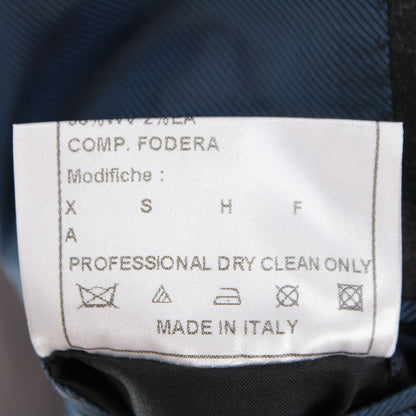 COMP. FODERA
Modifiche :
X S H F
A
PROFESSIONAL DRY CLEAN ONLY
MADE IN ITALY